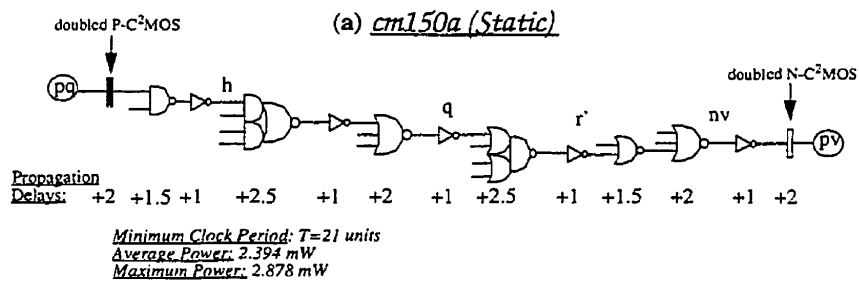 (a) cm150a (Static)
doubled P-C²MOS
doubled N-C²MOS
pq
h
q
r'
nv
pv
Propagation
Delays: +2 +1.5 +1 +2.5 +1 +2 +1 +2.5 +1 +1.5 +2 +1 +2
Minimum Clock Period: T=21 units
Average Power: 2.394 mW
Maximum Power: 2.878 mW